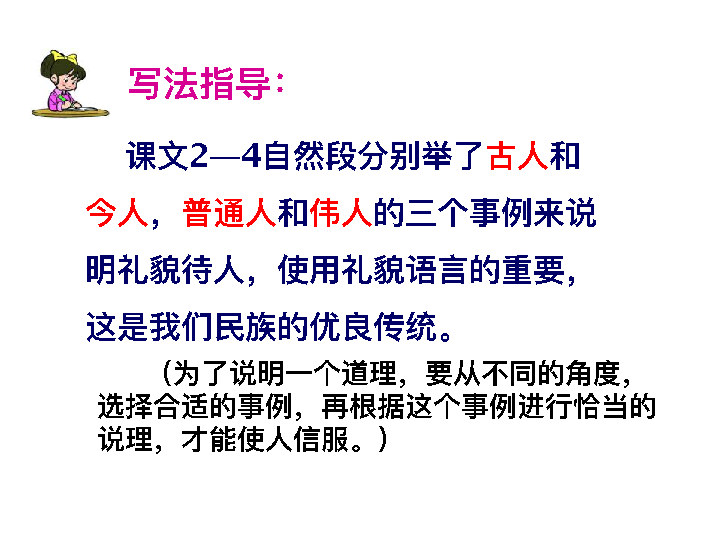 写法指导：
课文2—4自然段分别举了古人和
今人，普通人和伟人的三个事例来说
明礼貌待人，使用礼貌语言的重要，
这是我们民族的优良传统。
（为了说明一个道理，要从不同的角度，
选择合适的事例，再根据这个事例进行恰当的
说理，才能使人信服。）